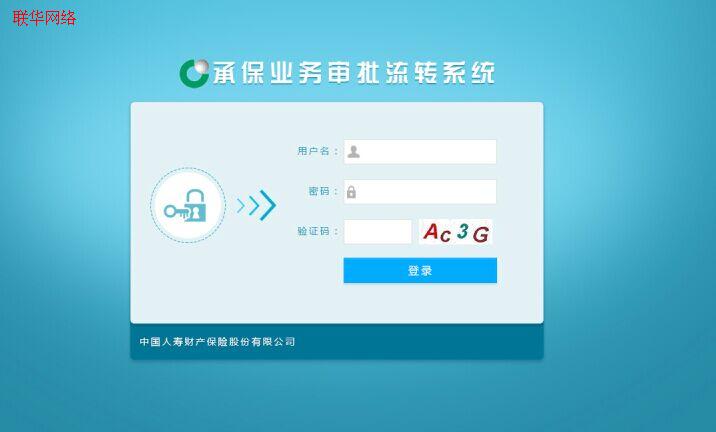 联华网络
承保业务审批流转系统
用户名：
密码：
验证码：
Ac3G
登录
中国人寿财产保险股份有限公司